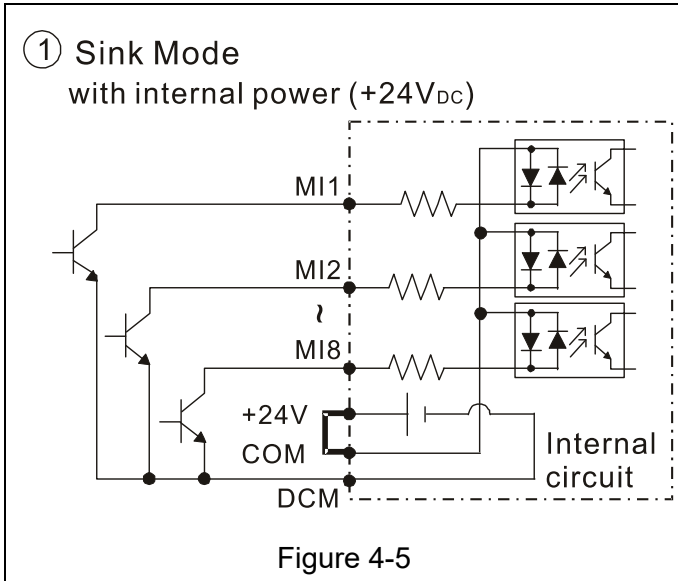 ① Sink Mode
with internal power (+24VDC)
MI1
MI2
~
MI8
+24V
COM
Internal
circuit
DCM
Figure 4-5